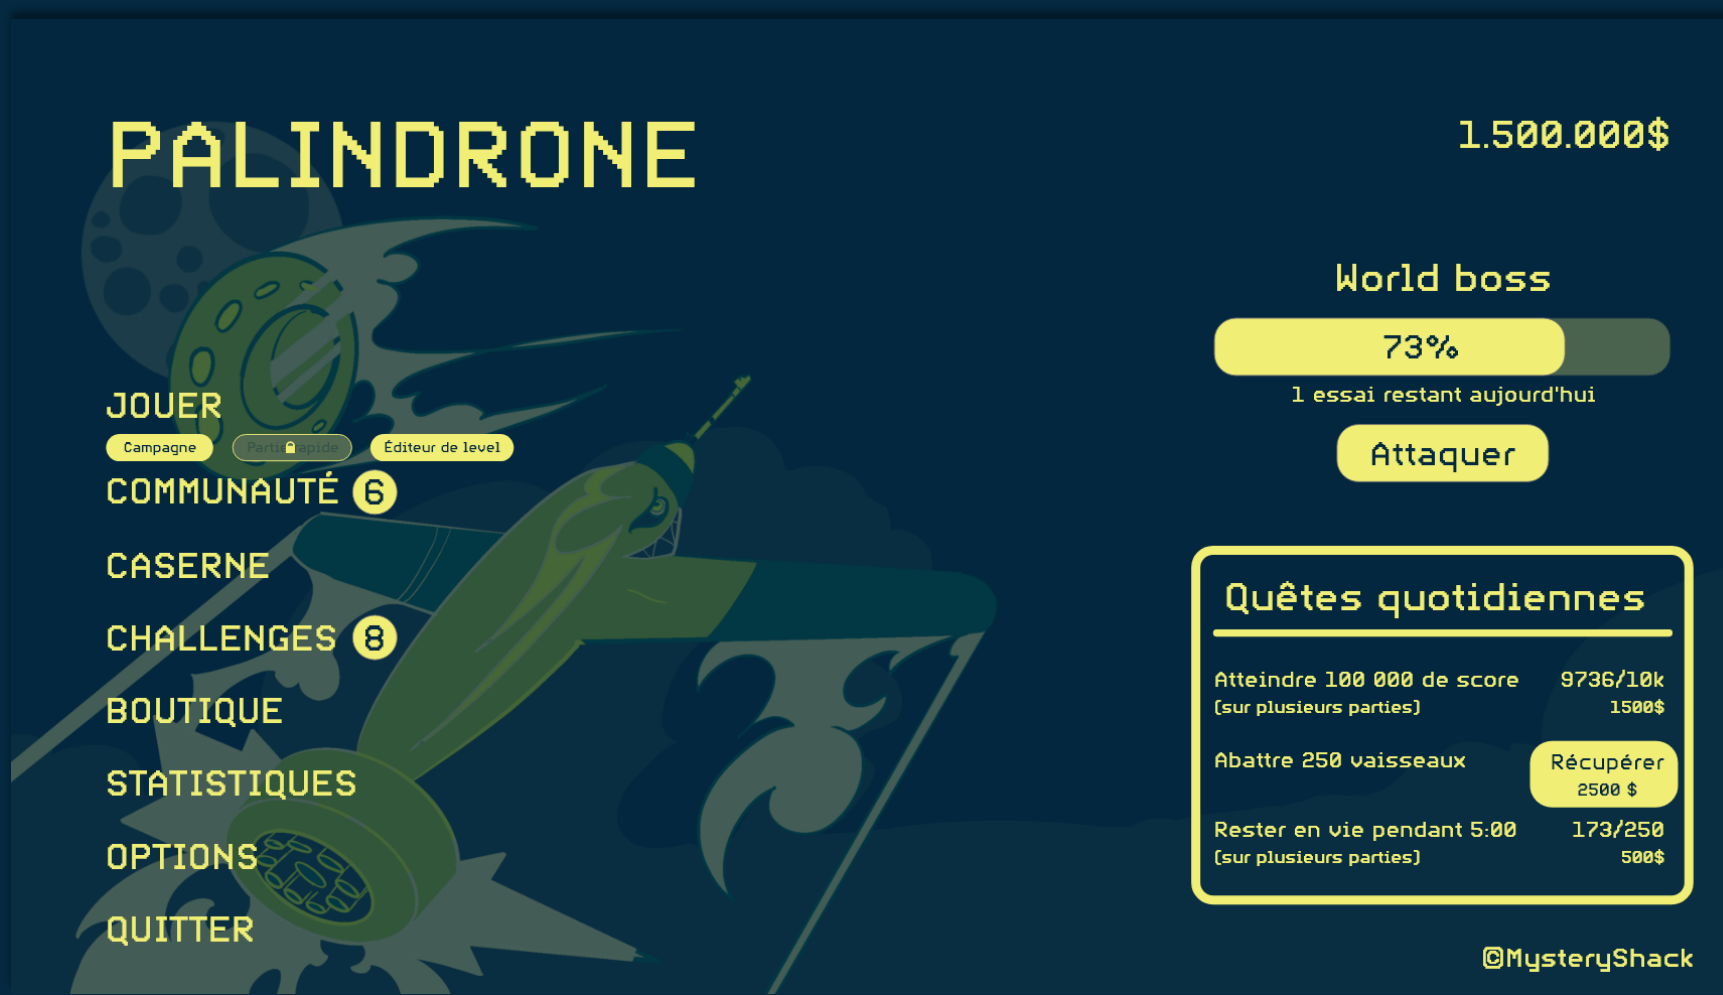 PALINDRONE
1.500.000$
World boss
73%
1 essai restant aujourd'hui
Attaquer
JOUER
Campagne
Partie rapide
Éditeur de level
COMMUNAUTÉ 6
CASERNE
CHALLENGES 8
BOUTIQUE
STATISTIQUES
OPTIONS
QUITTER
Quêtes quotidiennes
Atteindre 100 000 de score 9736/10k
(sur plusieurs parties) 1500$
Abattre 250 vaisseaux
Récupérer
2500 $
Rester en vie pendant 5:00 173/250
(sur plusieurs parties) 500$
©MysteryShack